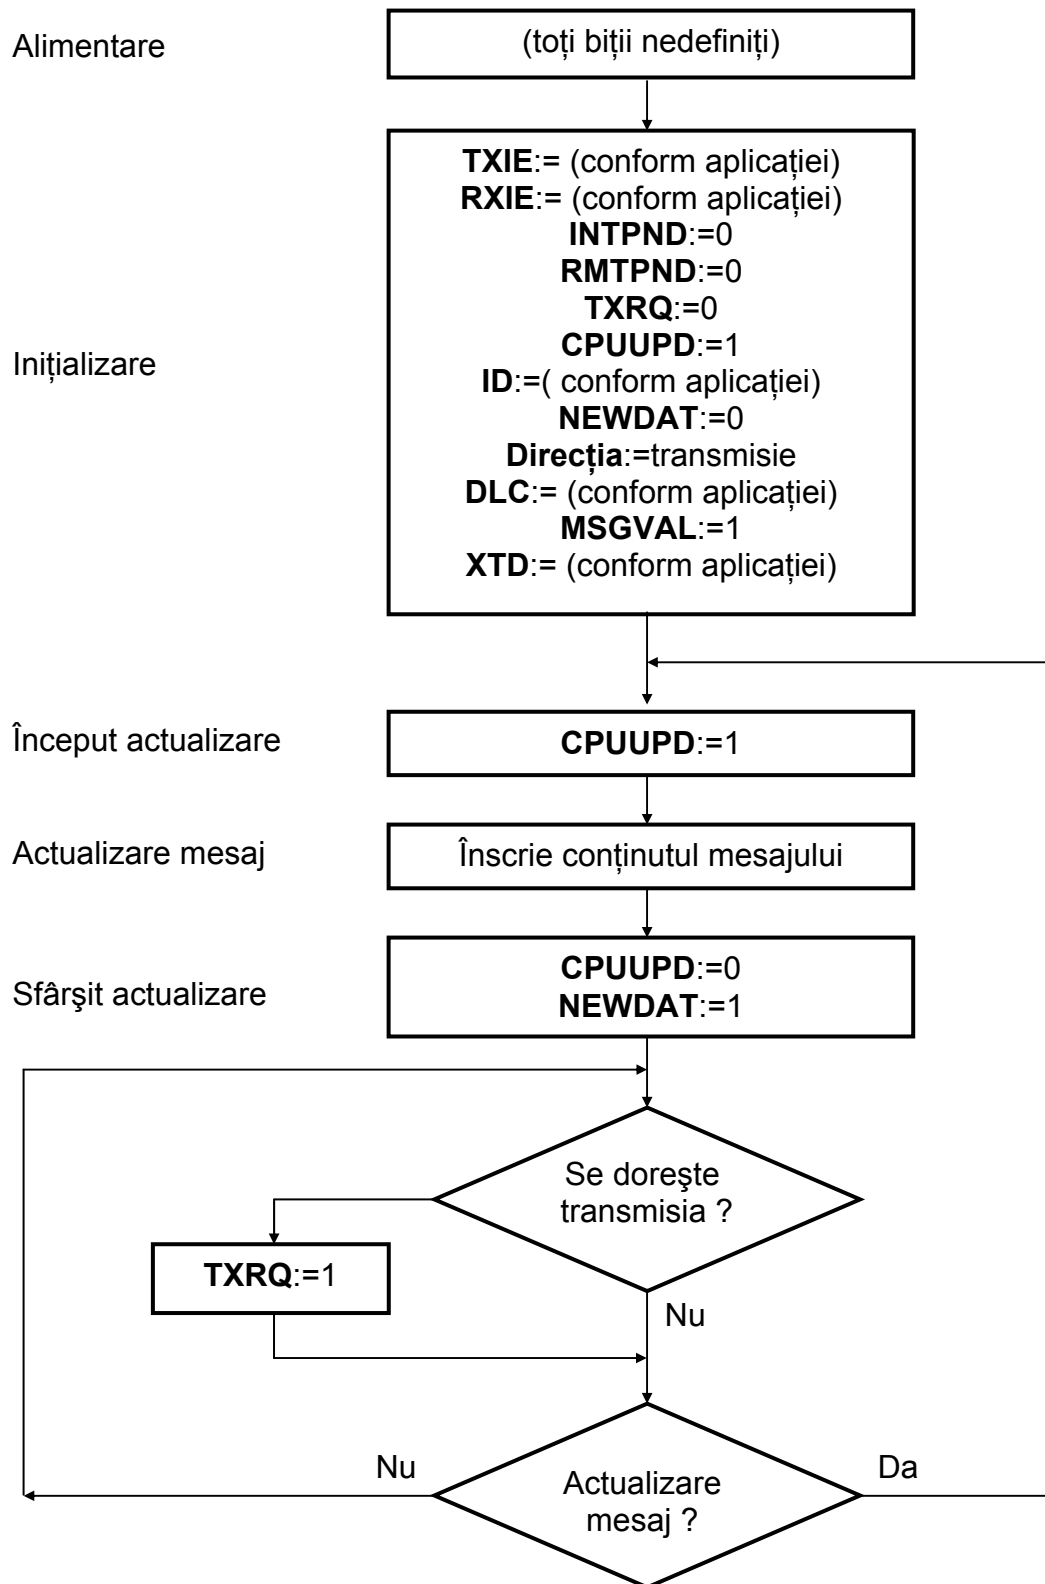 Alimentare
(toți biții nedefiniți)
TXIE:= (conform aplicației)
RXIE:= (conform aplicației)
INTPND:=0
RMTPND:=0
TXRQ:=0
CPUUPD:=1
Inițializare
ID:=( conform aplicației)
NEWDAT:=0
Direcția:=transmisie
DLC:= (conform aplicației)
MSGVAL:=1
XTD:= (conform aplicației)
Început actualizare
CPUUPD:=1
Actualizare mesaj
Înscrie conținutul mesajului
Sfârşit actualizare
CPUUPD:=0
NEWDAT:=1
Se doreşte
transmisia ?
TXRQ:=1
Nu
Nu
Actualizare
mesaj ?
Da